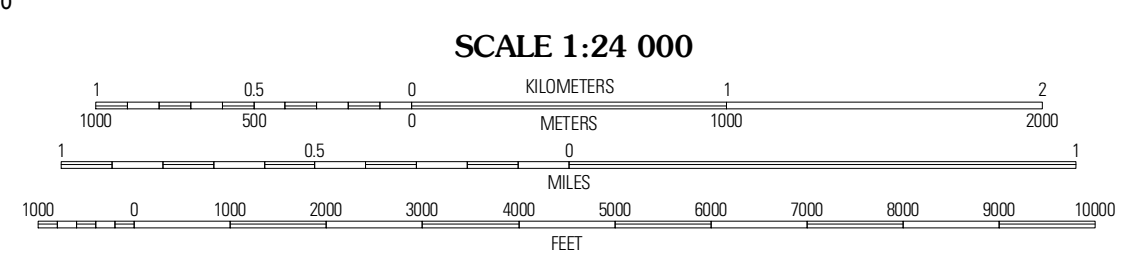 0
SCALE 1:24 000
1 0.5 0 KILOMETERS 1 2
1000 500 0 METERS 1000 2000
1 0.5 0 1
MILES
1000 0 1000 2000 3000 4000 5000 6000 7000 8000 9000 10000
FEET